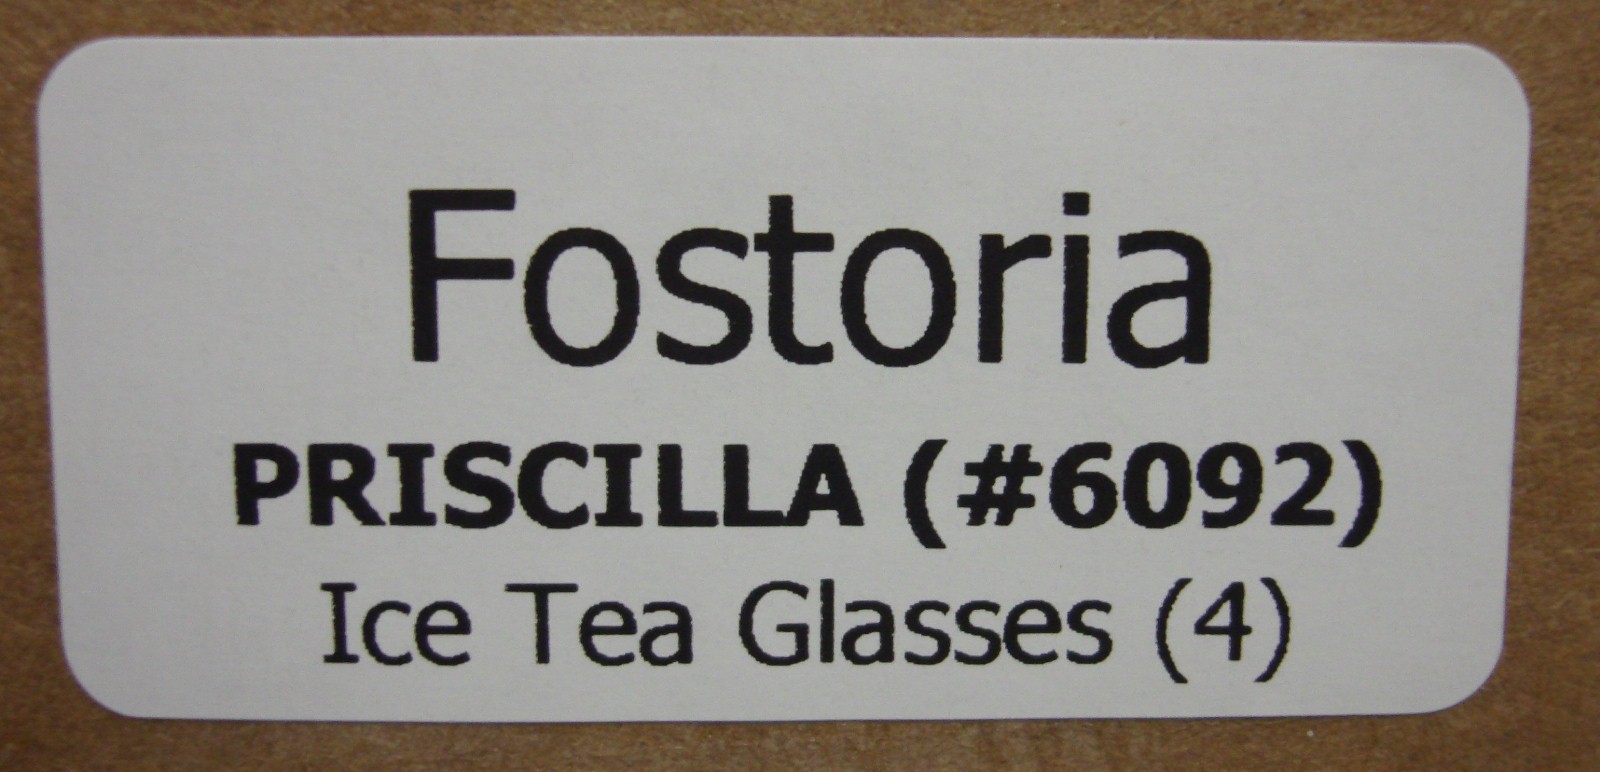 Fostoria
PRISCILLA (#6092)
Ice Tea Glasses (4)